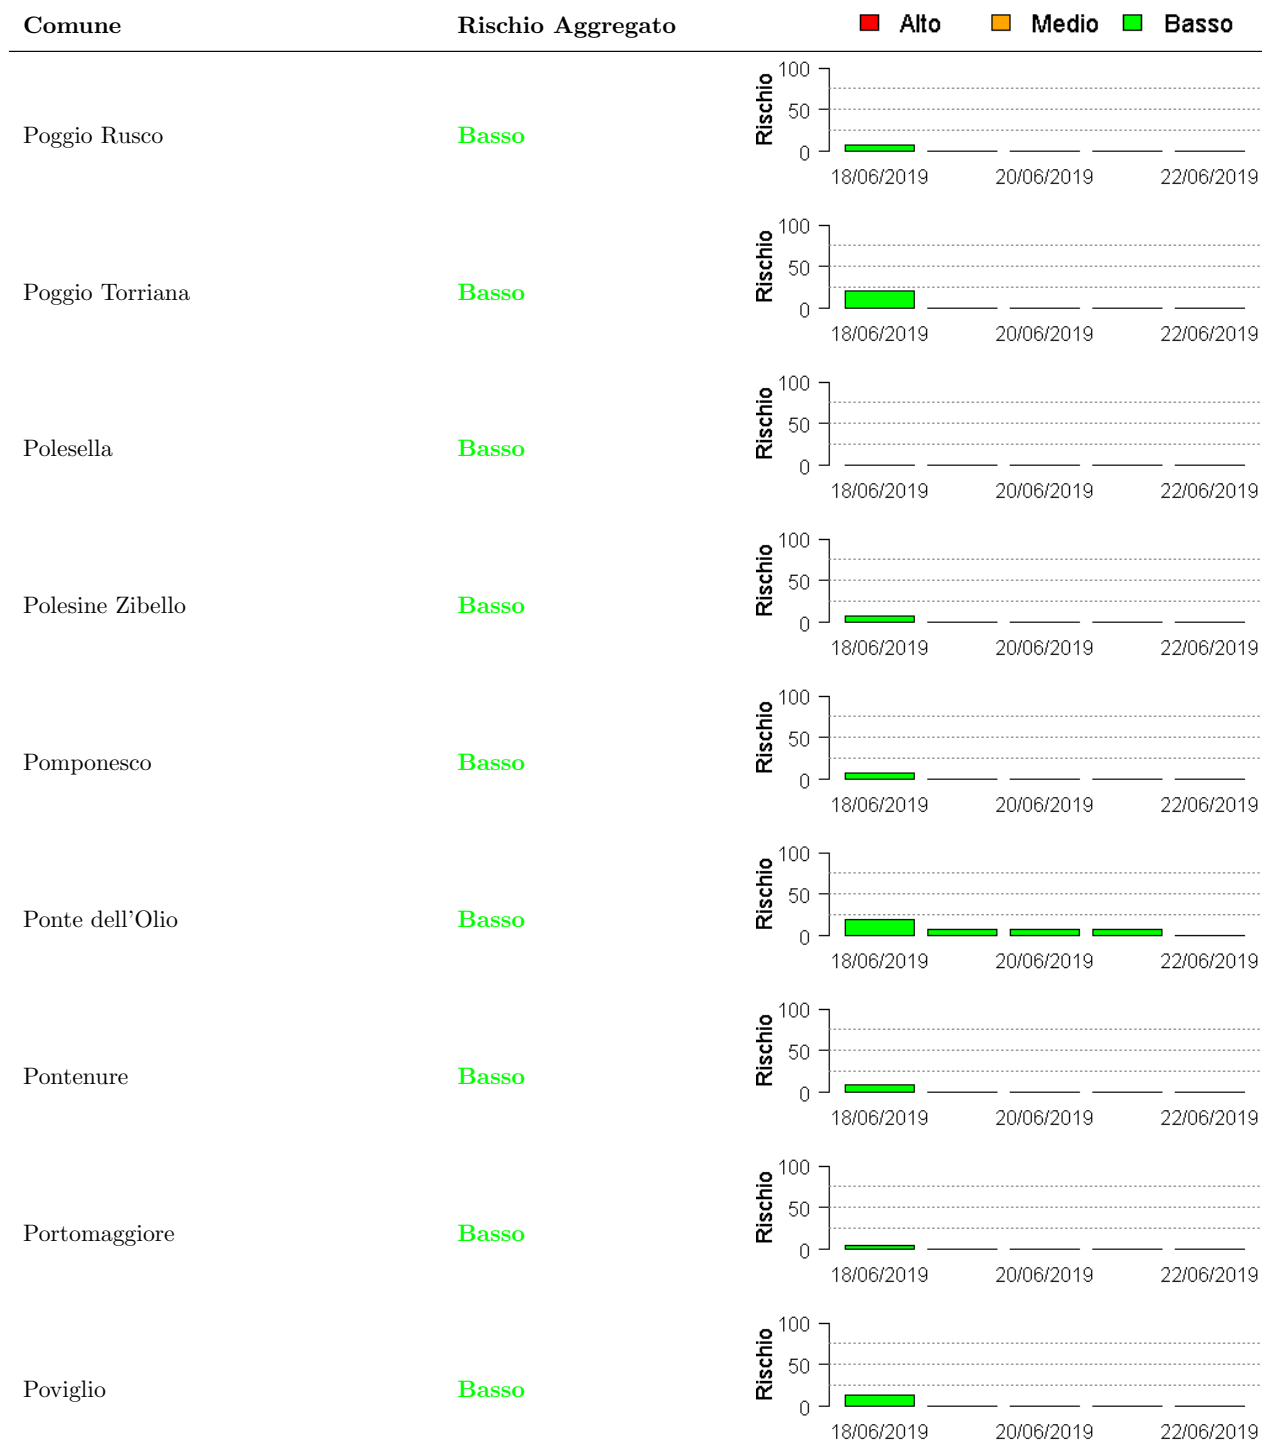 Comune Rischio Aggregato Alto Medio Basso
Poggio Rusco Basso Rischio 100 50 0
18/06/2019 20/06/2019 22/06/2019
Poggio Torriana Basso Rischio 100 50 0
18/06/2019 20/06/2019 22/06/2019
Polesella Basso Rischio 100 50 0
18/06/2019 20/06/2019 22/06/2019
Polesine Zibello Basso Rischio 100 50 0
18/06/2019 20/06/2019 22/06/2019
Pomponesco Basso Rischio 100 50 0
18/06/2019 20/06/2019 22/06/2019
Ponte dell'Olio Basso Rischio 100 50 0
18/06/2019 20/06/2019 22/06/2019
Pontenure Basso Rischio 100 50 0
18/06/2019 20/06/2019 22/06/2019
Portomaggiore Basso Rischio 100 50 0
18/06/2019 20/06/2019 22/06/2019
Poviglio Basso Rischio 100 50 0
18/06/2019 20/06/2019 22/06/2019